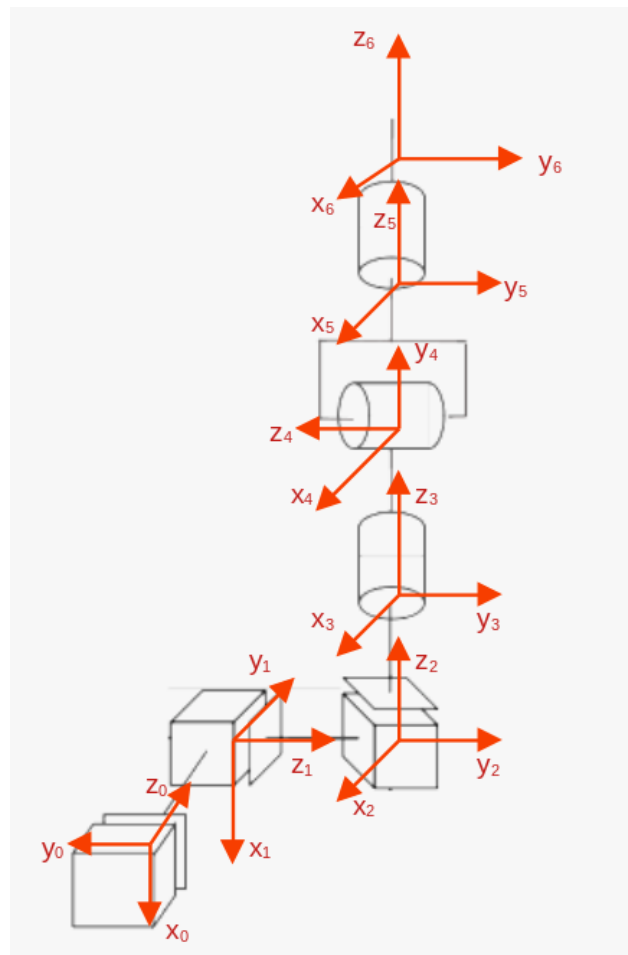 z₆
y₆
x₆
z₅
y₅
x₅
y₄
z₄
x₄
z₃
x₃
y₃
y₁
z₂
z₁
y₂
z₀
x₂
y₀
x₁
x₀